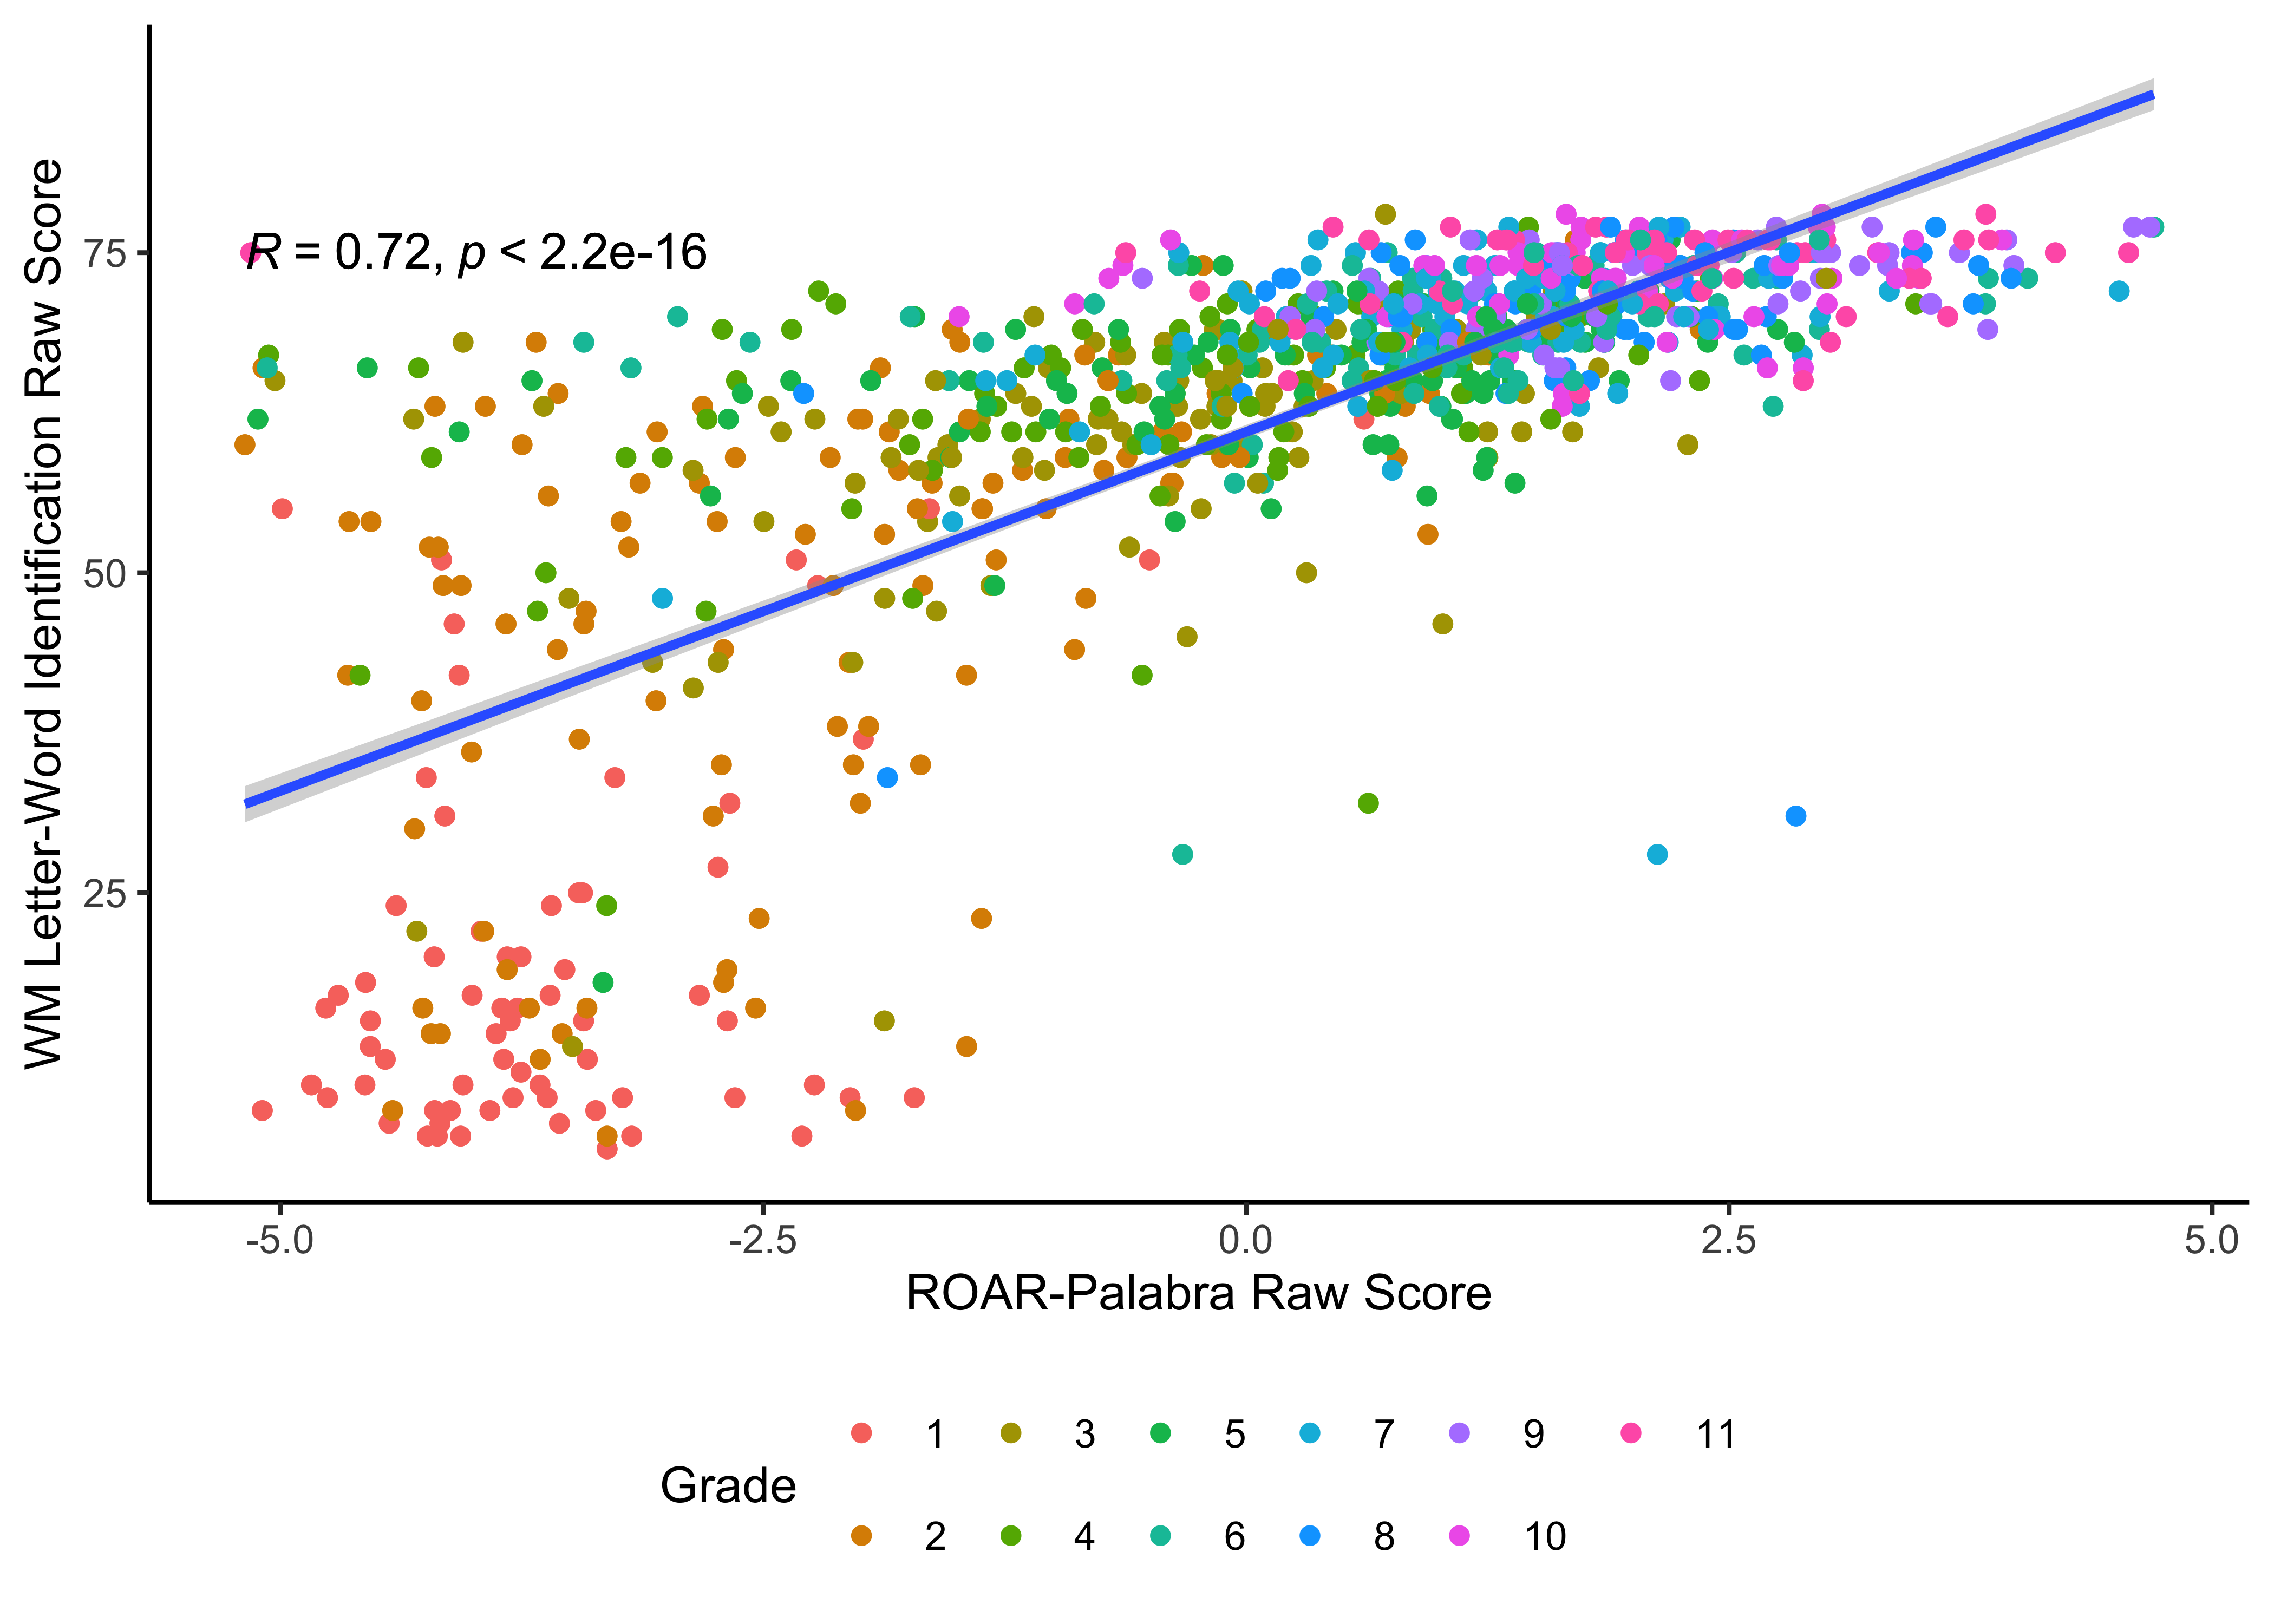 R = 0.72, p < 2.2e-16
WM Letter-Word Identification Raw Score
75
50
25
-5.0 -2.5 0.0 2.5 5.0
ROAR-Palabra Raw Score
Grade
1 3 5 7 9 11
2 4 6 8 10